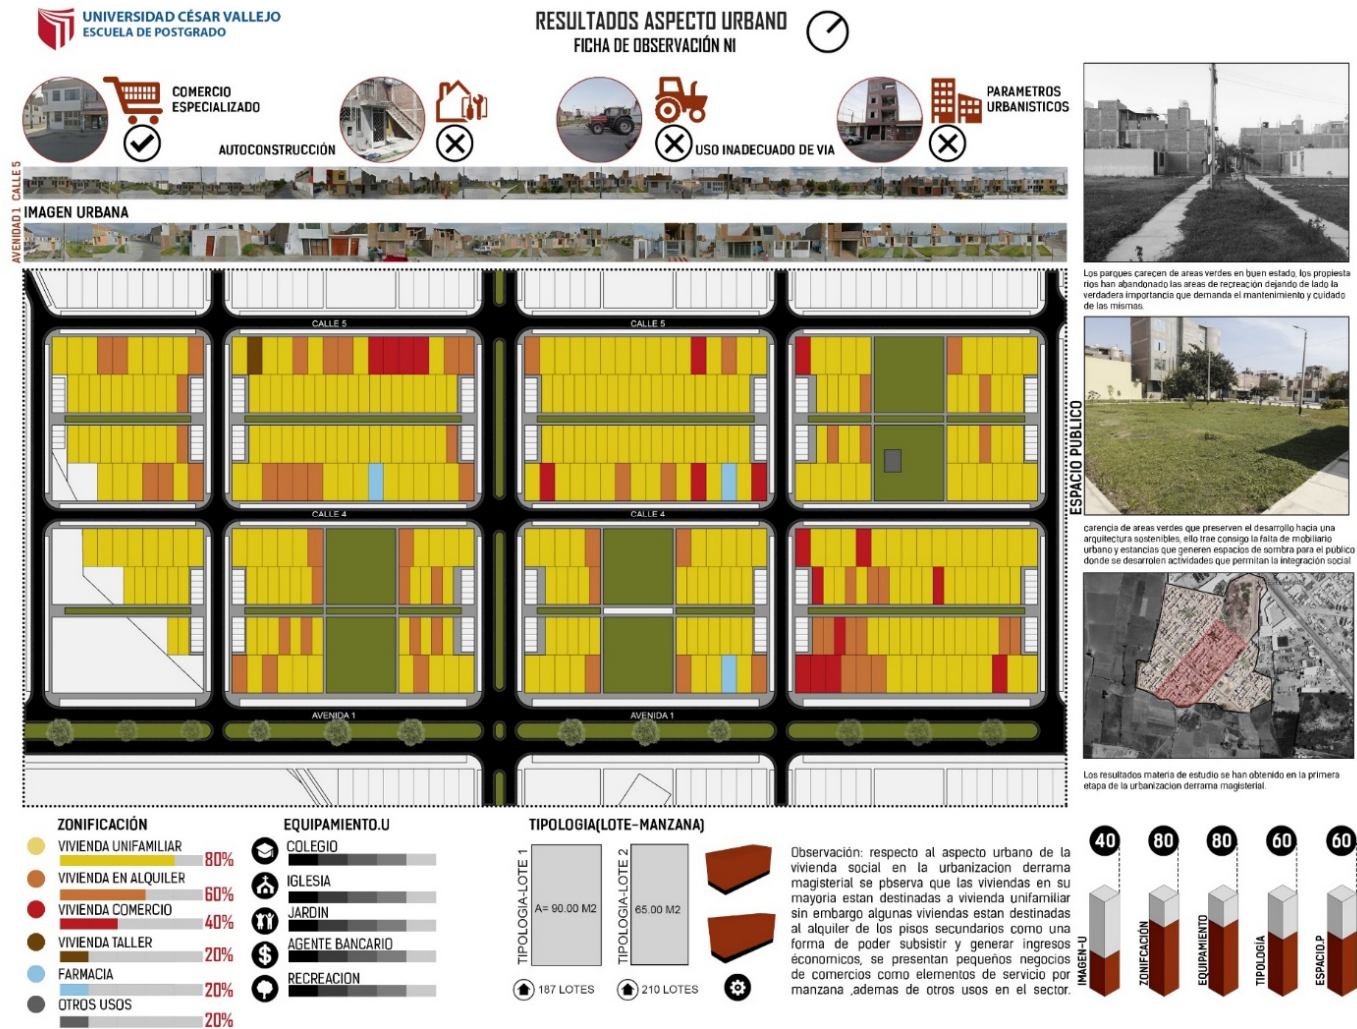 UNIVERSIDAD CÉSAR VALLEJO
ESCUELA DE POSTGRADO
RESULTADOS ASPECTO URBANO
FICHA DE OBSERVACIÓN N1
COMERCIO
ESPECIALIZADO
AUTOCONSTRUCCIÓN
USO INADECUADO DE VIA
PARAMETROS
URBANISTICOS
CALLE 5
IMAGEN URBANA
AVENIDAD 1
CALLE 5
CALLE 5
CALLE 4
CALLE 4
AVENIDA 1
AVENIDA 1
Los parques carecen de areas verdes en buen estado, los propiesta
rios han abandonado las areas de recreación dejando de lado la
verdadera importancia que demanda el mantenimiento y cuidado
de las mismas.
ESPACIO PUBLICO
carencia de areas verdes que preserven el desarrollo hacia una
arquitectura sostenibles, ello trae consigo la falta de mobiliario
urbano y estancias que generen espacios de sombra para el público
donde se desarrolen actividades que permitan la integración social
Los resultados materia de estudio se han obtenido en la primera
etapa de la urbanizacion derrama magisterial.
ZONIFICACIÓN
VIVIENDA UNIFAMILIAR
80%
VIVIENDA EN ALQUILER
60%
VIVIENDA COMERCIO
40%
VIVIENDA TALLER
20%
FARMACIA
20%
OTROS USOS
20%
EQUIPAMIENTO.U
COLEGIO
IGLESIA
JARDIN
AGENTE BANCARIO
RECREACION
TIPOLOGIA(LOTE-MANZANA)
TIPOLOGIA-LOTE 1
A= 90.00 M2
187 LOTES
TIPOLOGIA-LOTE 2
65.00 M2
210 LOTES
Observación: respecto al aspecto urbano de la
vivienda social en la urbanizacion derrama
magisterial se pbserva que las viviendas en su
mayoria estan destinadas a vivienda unifamiliar
sin embargo algunas viviendas estan destinadas
al alquiler de los pisos secundarios como una
forma de poder subsistir y generar ingresos
économicos, se presentan pequeños negocios
de comercios como elementos de servicio por
manzana ,ademas de otros usos en el sector.
40
80
80
60
60
IMAGEN-U
ZONIFCACIÓN
EQUIPAMIENTO
TIPOLOGÍA
ESPACIO.P